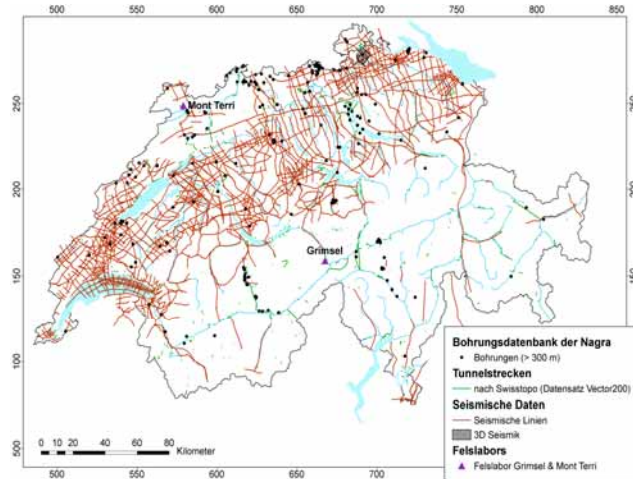 500 550 600 650 700 750 800 850
250
200
150
100
500
Mont Terri
Grimsel
0 10 20 40 60 80
Kilometer
500 550 600 650 700
Bohrungsdatenbank der Nagra
Bohrungen (> 300 m)
Tunnelstrecken
nach Swisstopo (Datensatz Vector200)
Seismische Daten
Seismische Linien
3D Seismik
Felslabors
Felslabor Grimsel & Mont Terri